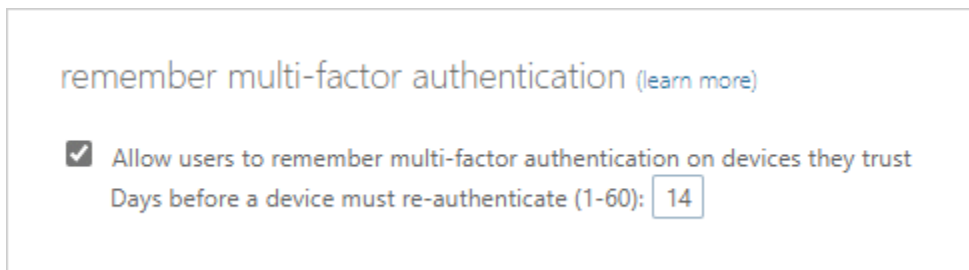 remember multi-factor authentication (learn more)
Allow users to remember multi-factor authentication on devices they trust
Days before a device must re-authenticate (1-60): 14